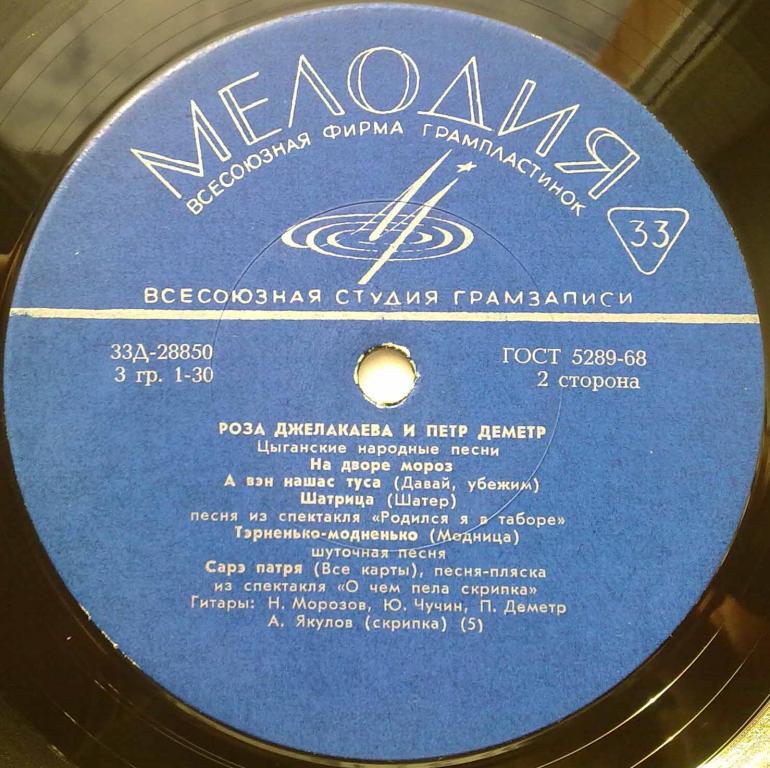 МЕЛОДИЯ
ВСЕСОЮЗНАЯ ФИРМА ГРАМПЛАСТИНОК
33
ВСЕСОЮЗНАЯ СТУДИЯ ГРАМЗАПИСИ
33Д-28850
3 гр. 1-30
ГОСТ 5289-68
2 сторона
РОЗА ДЖЕЛАКАЕВА И ПЕТР ДЕМЕТР
Цыганские народные песни
На дворе мороз
А вэн нашас туса (Давай, убежим)
Шатрица (Шатер)
песня из спектакля «Родился я в таборе»
Тэрненько-модненько (Модница)
шуточная песня
Сарэ патря (Все карты), песня-пляска
из спектакля «О чем пела скрипка»
Гитары: Н. Морозов, Ю. Чучин, П. Деметр
А. Якулов (скрипка) (5)